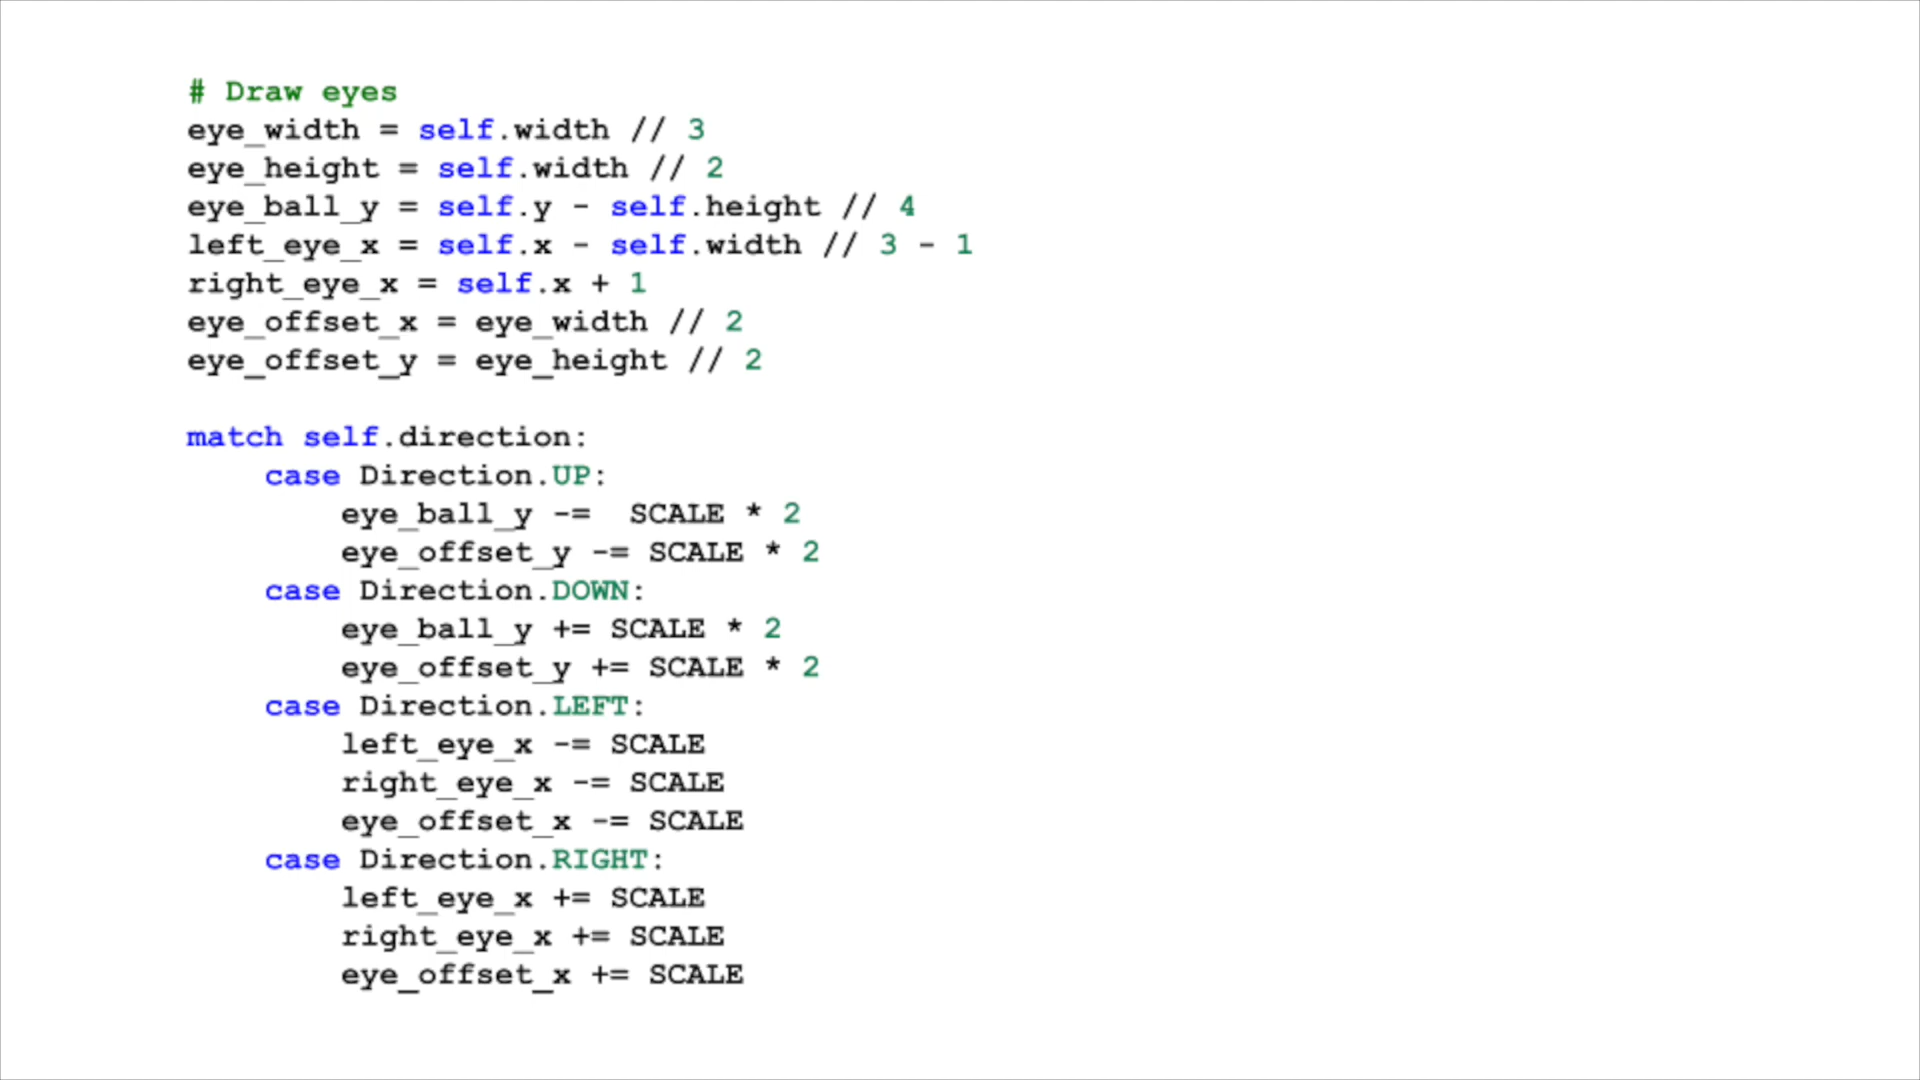 # Draw eyes
eye_width = self.width // 3
eye_height = self.width // 2
eye_ball_y = self.y - self.height // 4
left_eye_x = self.x - self.width // 3 - 1
right_eye_x = self.x + 1
eye_offset_x = eye_width // 2
eye_offset_y = eye_height // 2

match self.direction:
    case Direction.UP:
        eye_ball_y -=  SCALE * 2
        eye_offset_y -= SCALE * 2
    case Direction.DOWN:
        eye_ball_y += SCALE * 2
        eye_offset_y += SCALE * 2
    case Direction.LEFT:
        left_eye_x -= SCALE
        right_eye_x -= SCALE
        eye_offset_x -= SCALE
    case Direction.RIGHT:
        left_eye_x += SCALE
        right_eye_x += SCALE
        eye_offset_x += SCALE